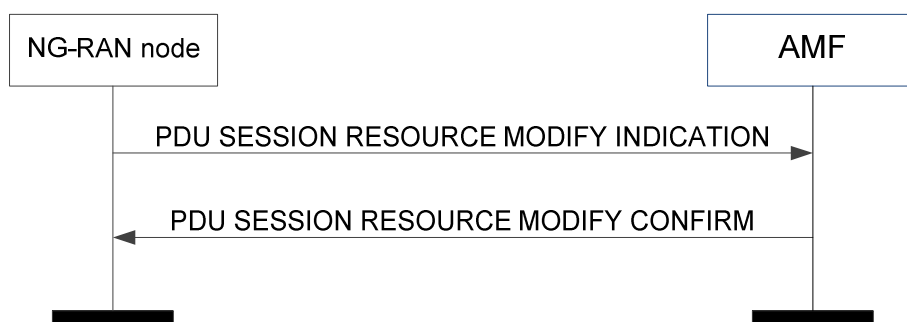 NG-RAN node
AMF
PDU SESSION RESOURCE MODIFY INDICATION
PDU SESSION RESOURCE MODIFY CONFIRM